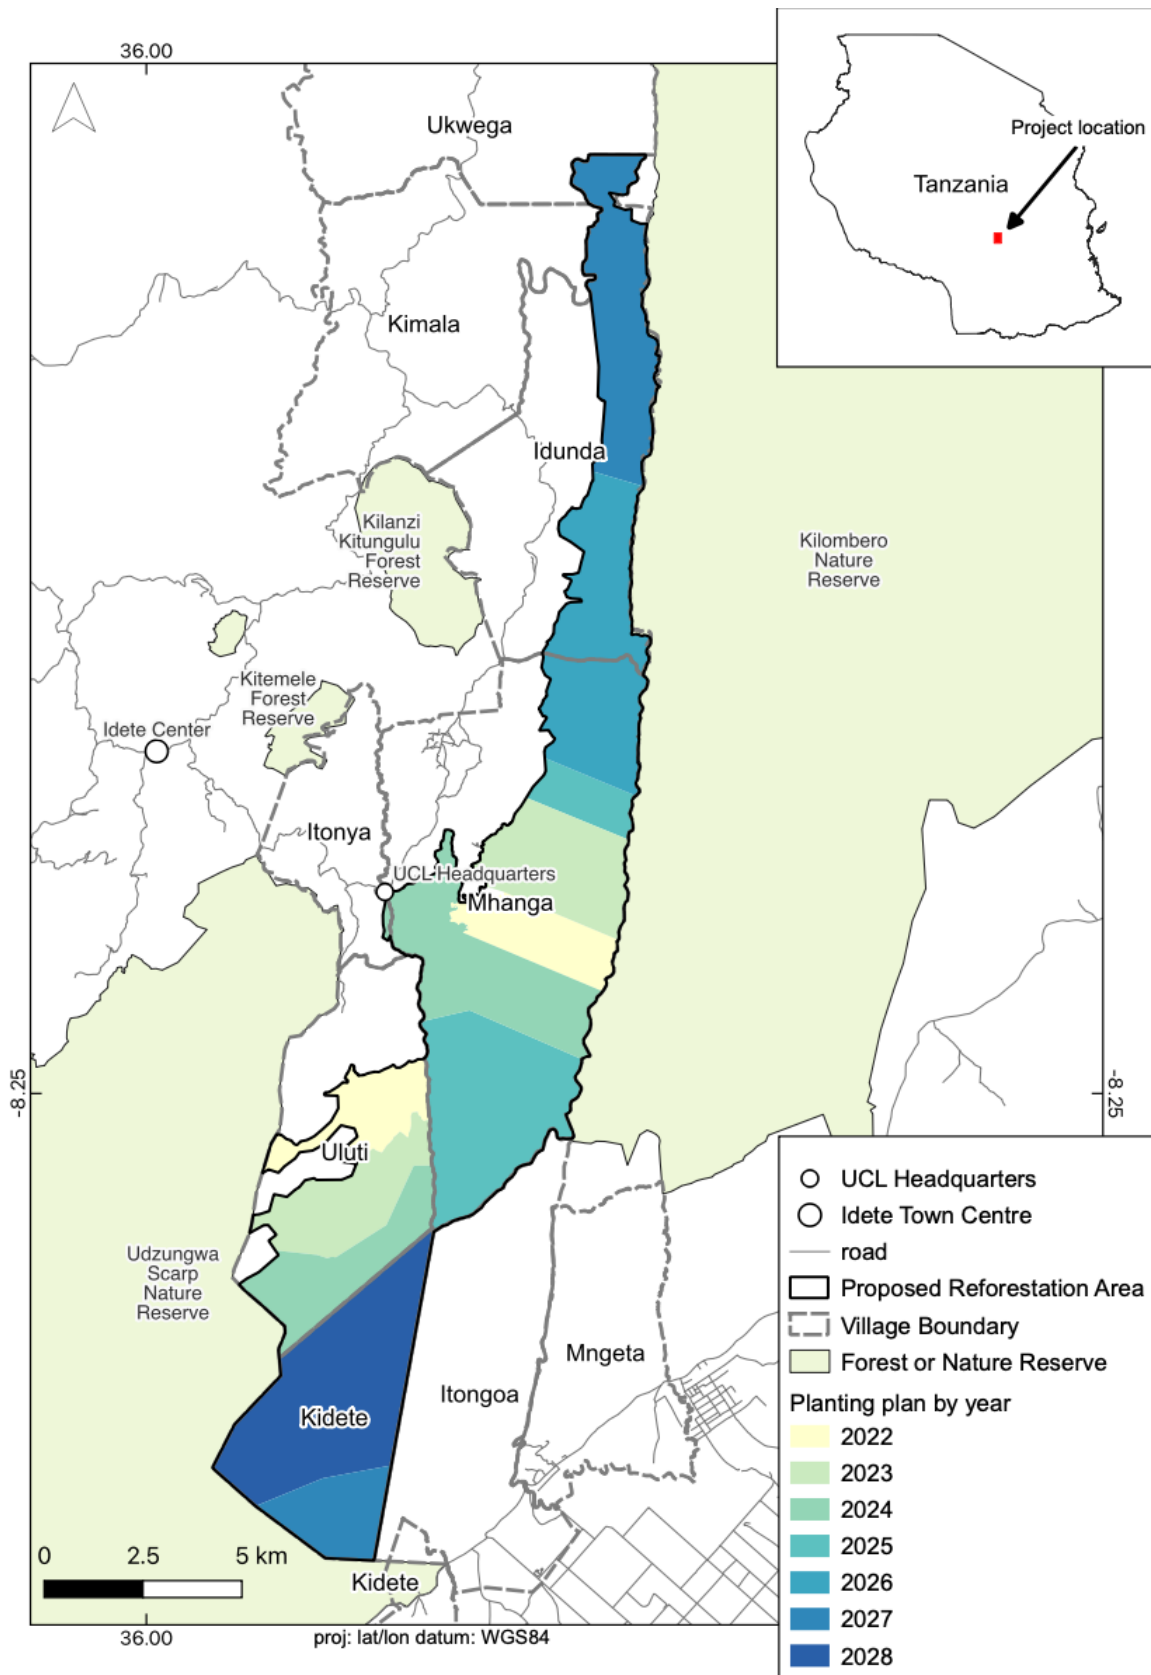 36.00
Ukwega
Project location
Tanzania
Kimala
Idunda
Kilanzi
Kitungulu
Forest
Reserve
Kilombero
Nature
Reserve
Kitemele
Forest
Reserve
Idete Center
Itonya
UCL Headquarters
Mhanga
-8.25
-8.25
Uluti
Udzungwa
Scarp
Nature
Reserve
Mngeta
Itongoa
Kidete
0 2.5 5 km
Kidete
36.00
proj: lat/lon datum: WGS84
UCL Headquarters
Idete Town Centre
road
Proposed Reforestation Area
Village Boundary
Forest or Nature Reserve
Planting plan by year
2022
2023
2024
2025
2026
2027
2028